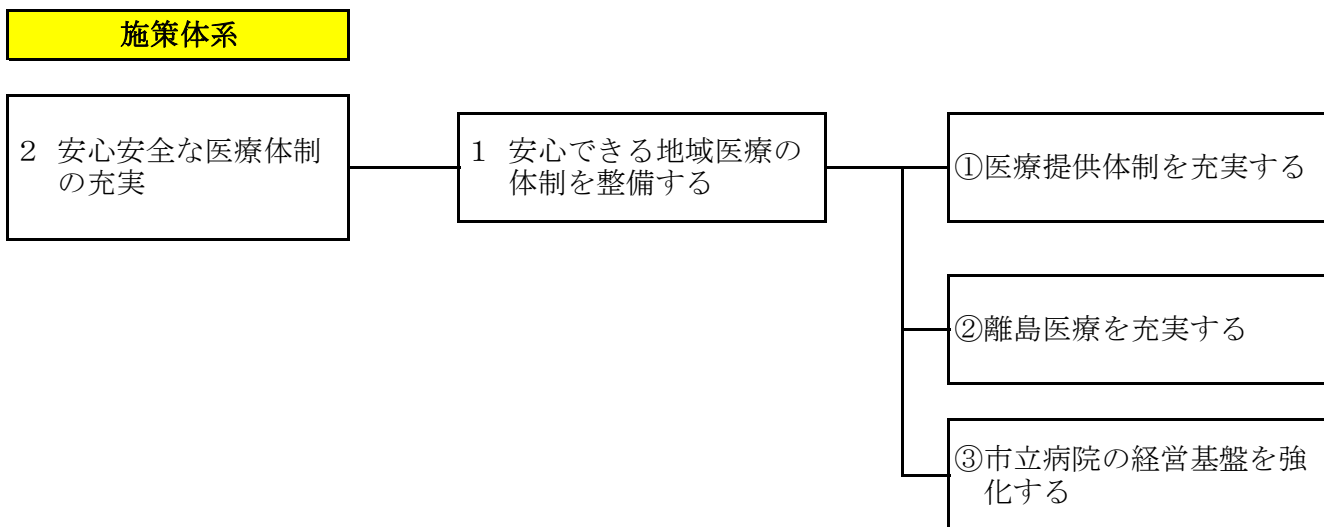 施策体系
２ 安心安全な医療体制
の充実
１ 安心できる地域医療の
体制を整備する
①医療提供体制を充実する
②離島医療を充実する
③市立病院の経営基盤を強
化する